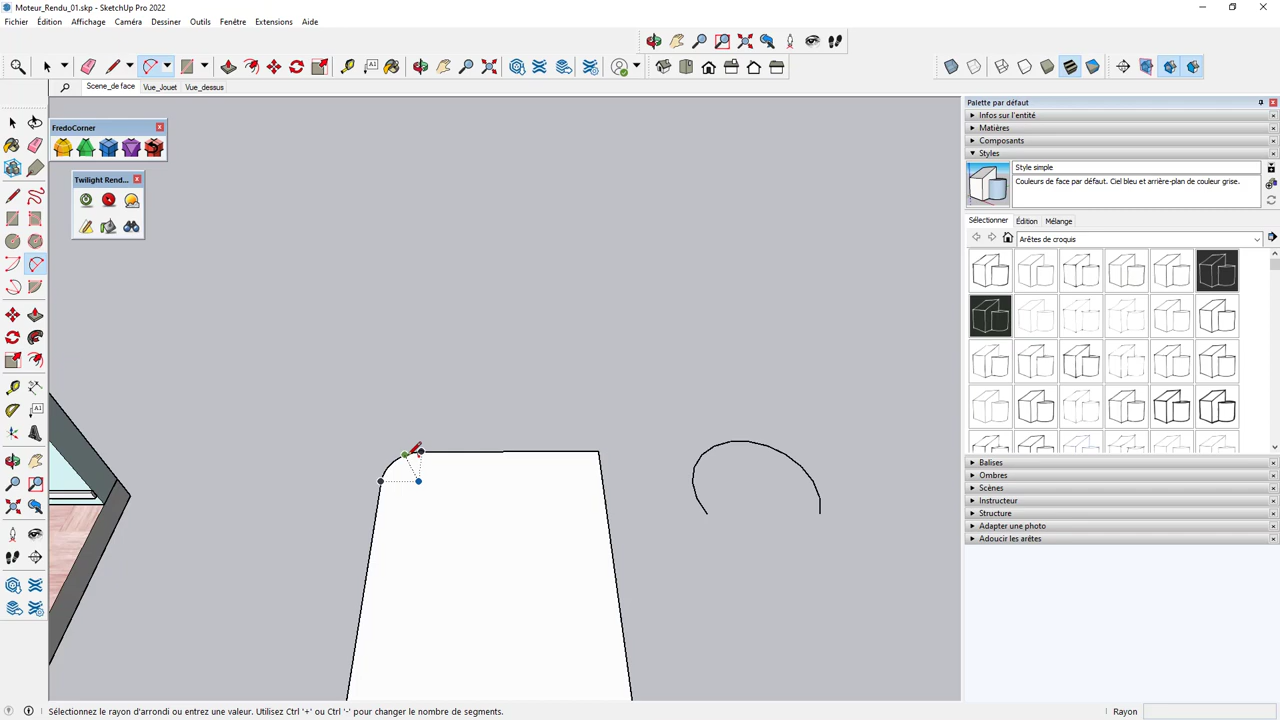 Moteur_Rendu_01.skp - SketchUp Pro 2022
Fichier Édition Affichage Caméra Dessiner Outils Fenêtre Extensions Aide
Scene_de face Vue_Jouet Vue_dessus
FredoCorner
Twilight Rend...
Palette par défaut
Infos sur l'entité
Matières
Composants
Styles
Style simple
Couleurs de face par défaut. Ciel bleu et arrière-plan de couleur grise.
Sélectionner Édition Mélange
Arêtes de croquis
Balises
Ombres
Scènes
Instructeur
Structure
Adapter une photo
Adoucir les arêtes
Sélectionnez le rayon d'arrondi ou entrez une valeur. Utilisez Ctrl '+' ou Ctrl '-' pour changer le nombre de segments.
Rayon